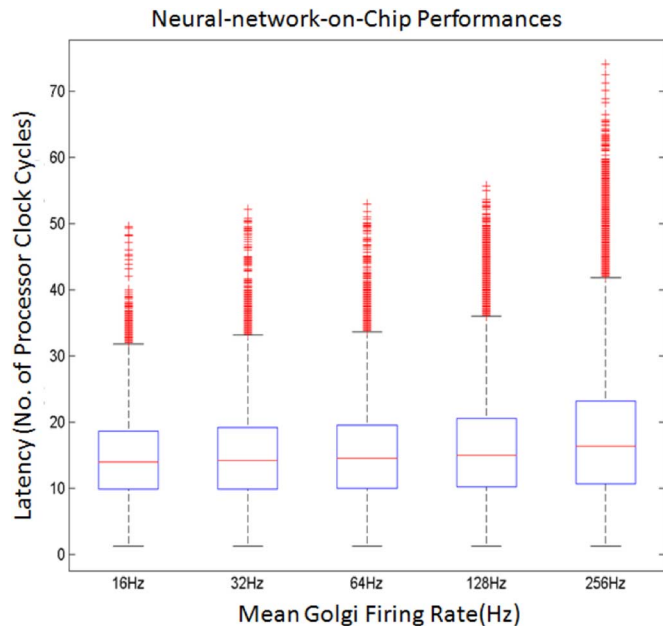 Neural-network-on-Chip Performances
Latency (No. of Processor Clock Cycles)
70
60
50
40
30
20
10
0
16Hz 32Hz 64Hz 128Hz 256Hz
Mean Golgi Firing Rate(Hz)